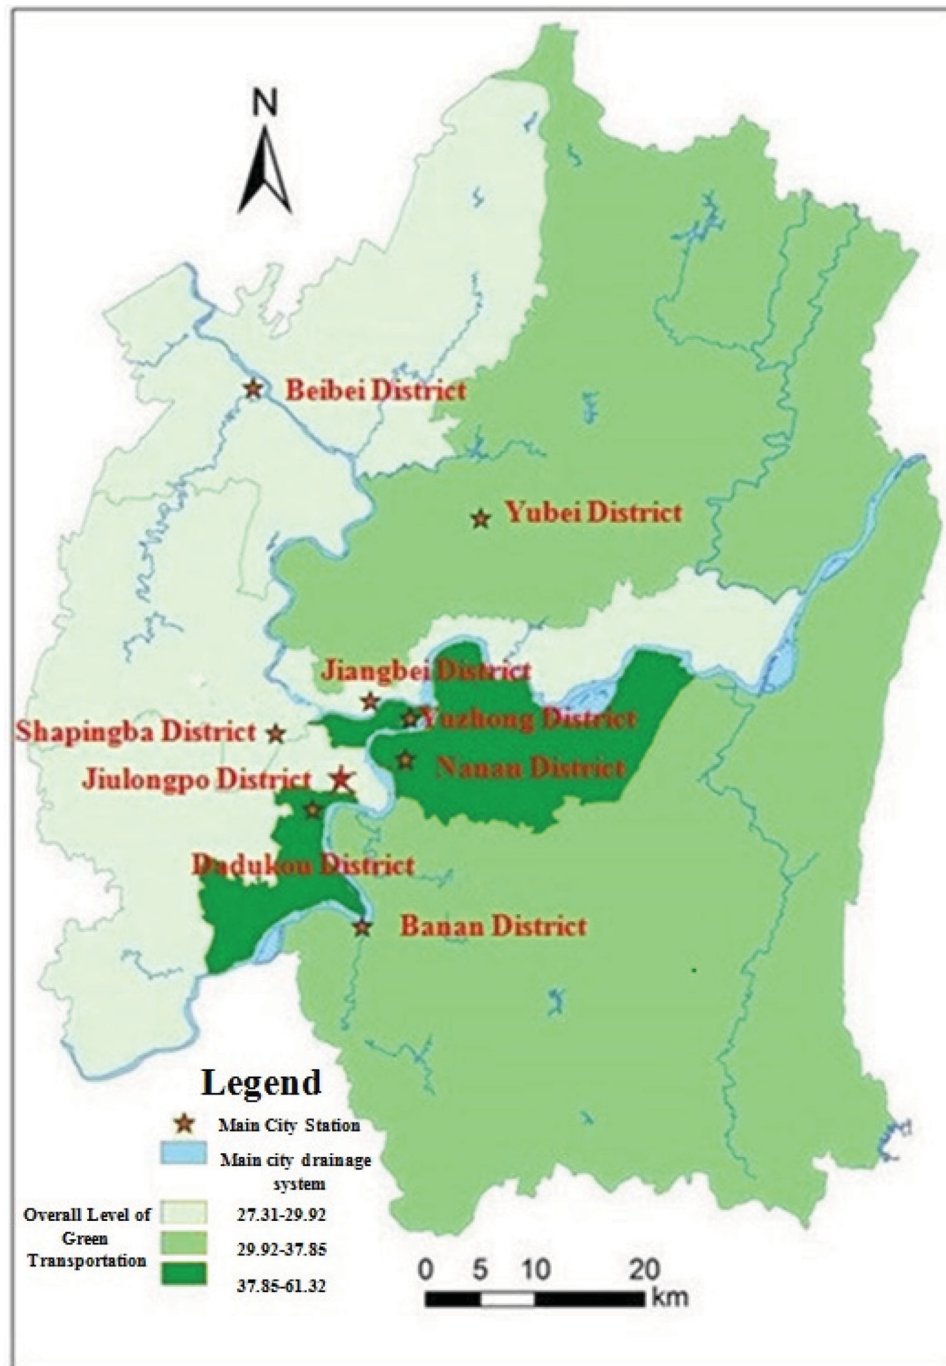 N
Beibei District
Yubei District
Jiangbei District
Yuzhong District
Shapingba District
Nanan District
Jiulongpo District
Dadukou District
Banan District
Legend
Main City Station
Main city drainage
system
Overall Level of
Green
Transportation
27.31-29.92
29.92-37.85
37.85-61.32
0 5 10 20
km